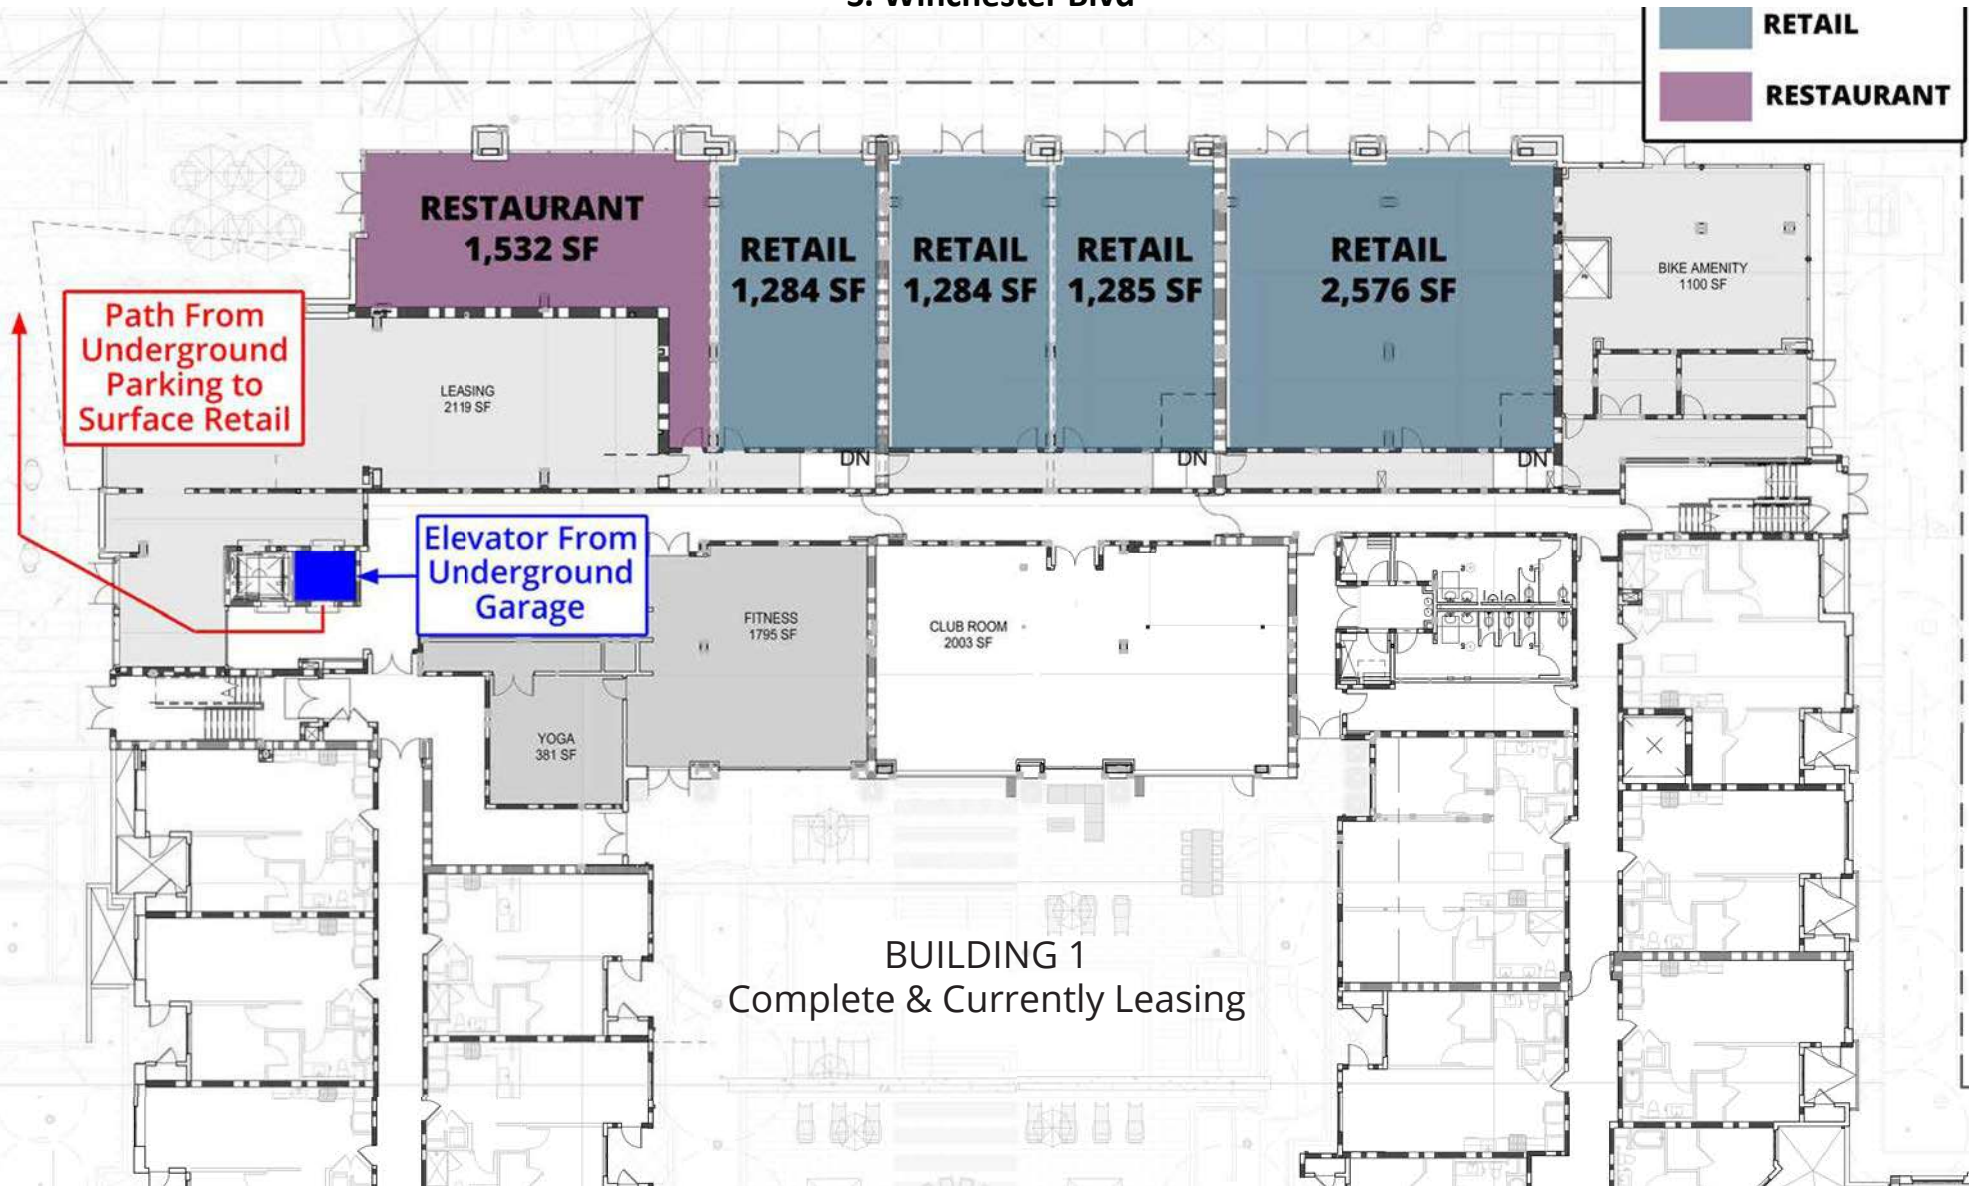 S. Winchester Blvd
RETAIL
RESTAURANT
RESTAURANT
1,532 SF
RETAIL
1,284 SF
RETAIL
1,284 SF
RETAIL
1,285 SF
RETAIL
2,576 SF
BIKE AMENITY
1100 SF
Path From
Underground
Parking to
Surface Retail
LEASING
2119 SF
DN
DN
DN
Elevator From
Underground
Garage
FITNESS
1795 SF
CLUB ROOM
2003 SF
YOGA
381 SF
BUILDING 1
Complete & Currently Leasing